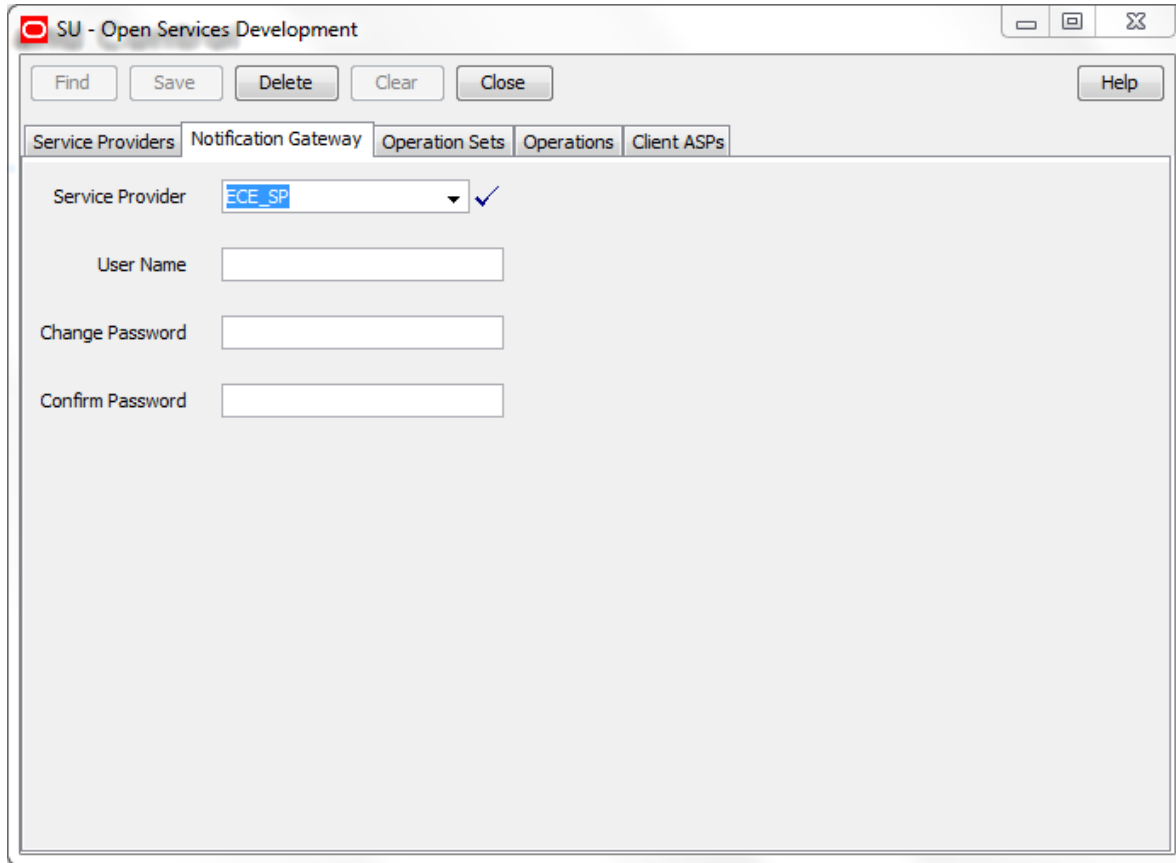 SU - Open Services Development
Find Save Delete Clear Close Help
Service Providers Notification Gateway Operation Sets Operations Client ASPs
Service Provider ECE_SP
User Name
Change Password
Confirm Password